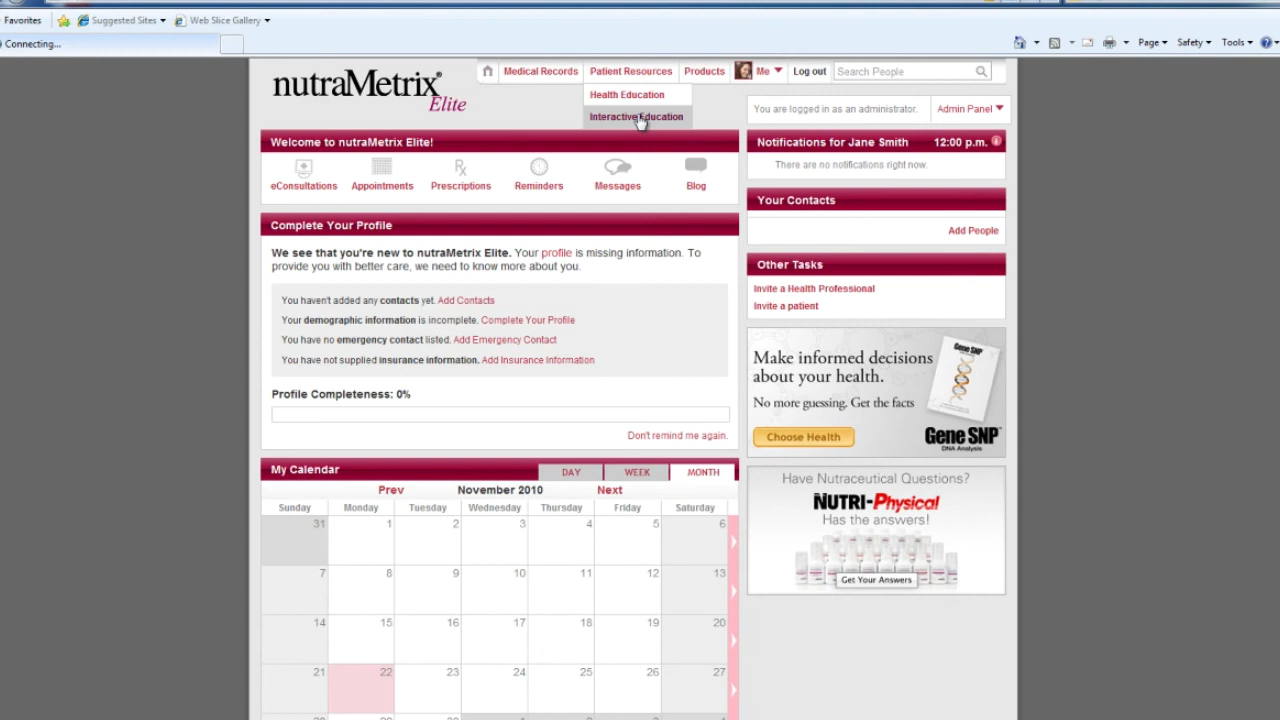 Favorites Suggested Sites Web Slice Gallery
Connecting...
Page Safety Tools
nutraMetrix®
Elite
Medical Records Patient Resources Products Me Log out Search People
Health Education
Interactive Education
You are logged in as an administrator. Admin Panel
Welcome to nutraMetrix Elite!
eConsultations Appointments Prescriptions Reminders Messages Blog
Notifications for Jane Smith 12:00 p.m.
There are no notifications right now.
Your Contacts
Add People
Other Tasks
Invite a Health Professional
Invite a patient
Complete Your Profile
We see that you're new to nutraMetrix Elite. Your profile is missing information. To
provide you with better care, we need to know more about you.
You haven't added any contacts yet. Add Contacts
Your demographic information is incomplete. Complete Your Profile
You have no emergency contact listed. Add Emergency Contact
You have not supplied insurance information. Add Insurance Information
Profile Completeness: 0%
Don't remind me again.
Make informed decisions
about your health.
No more guessing. Get the facts
Choose Health
Gene SNP
Gene SNP™
DNA Analysis
Have Nutraceutical Questions?
NUTRI-Physical
Has the answers!
Get Your Answers
My Calendar DAY WEEK MONTH
Prev November 2010 Next
Sunday Monday Tuesday Wednesday Thursday Friday Saturday
31 1 2 3 4 5 6
7 8 9 10 11 12 13
14 15 16 17 18 19 20
21 22 23 24 25 26 27